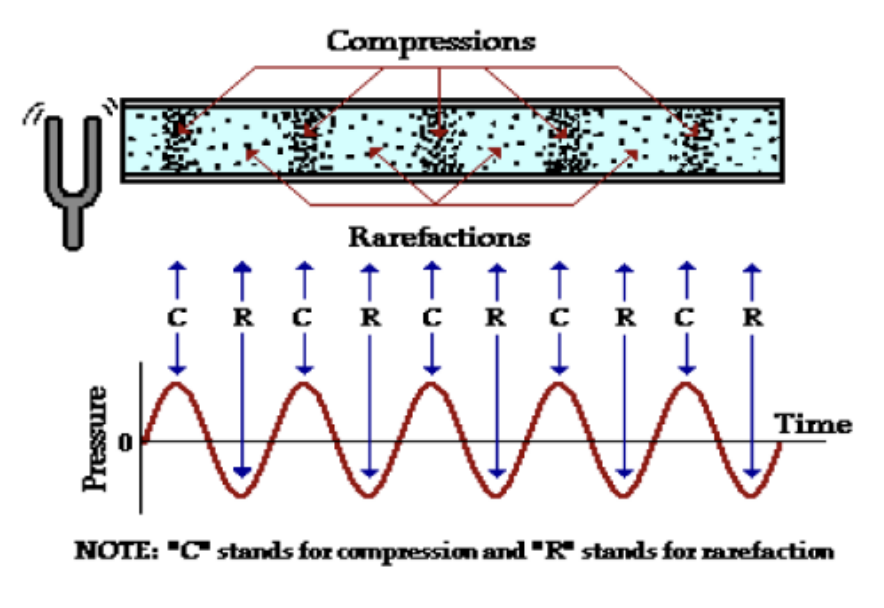 Compressions
Rarefactions
C R C R C R C R C R
Pressure
0
Time
NOTE: "C" stands for compression and "R" stands for rarefaction